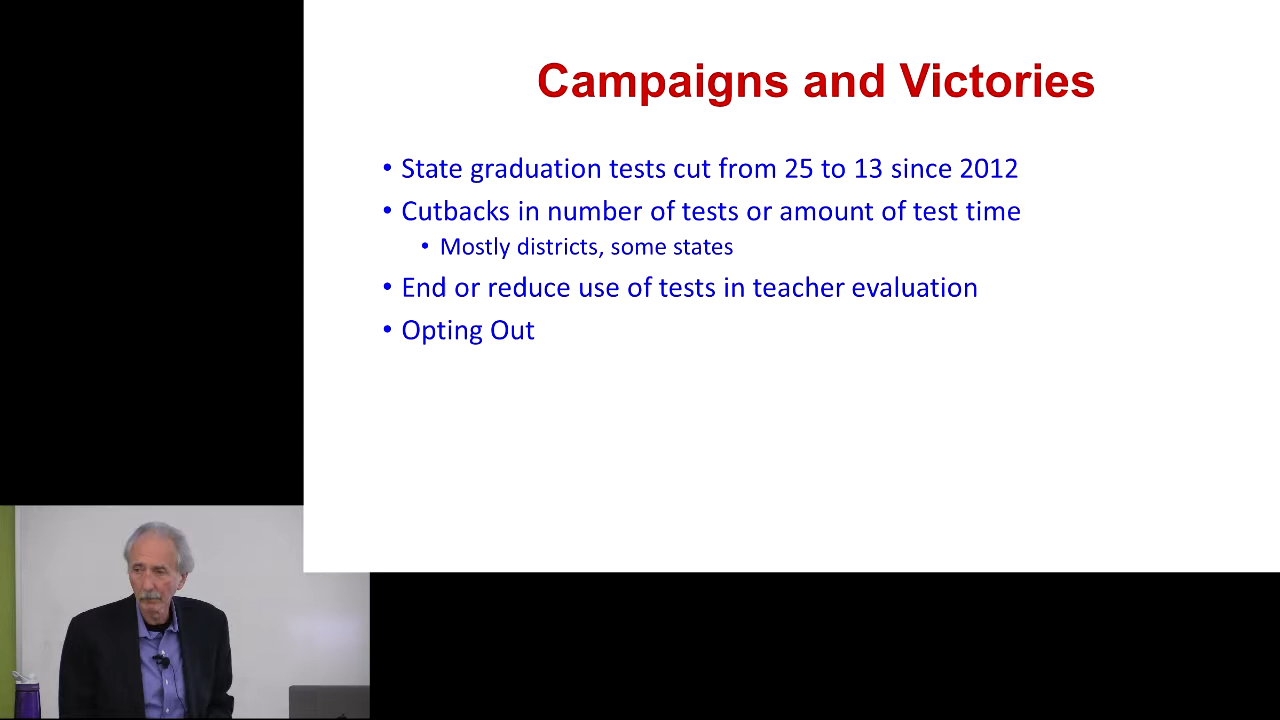 Campaigns and Victories
• State graduation tests cut from 25 to 13 since 2012
• Cutbacks in number of tests or amount of test time
• Mostly districts, some states
• End or reduce use of tests in teacher evaluation
• Opting Out